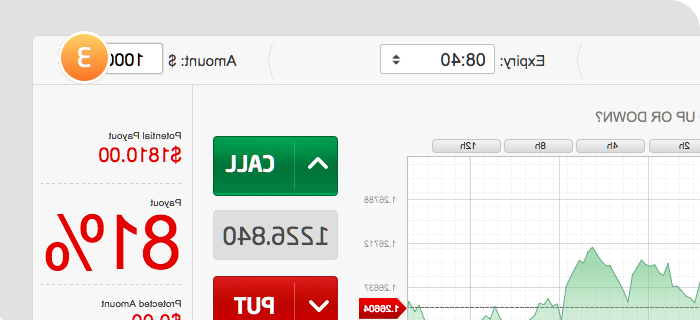 Expiry: 08:40
Amount: $ 1000
3
UP OR DOWN?
2h 4h 8h 12h
1.26788
1.26712
1.26637
1.26604
CALL
1226.840
PUT
Potential Payout
$1810.00
Payout
81%
Protected Amount
$0.00